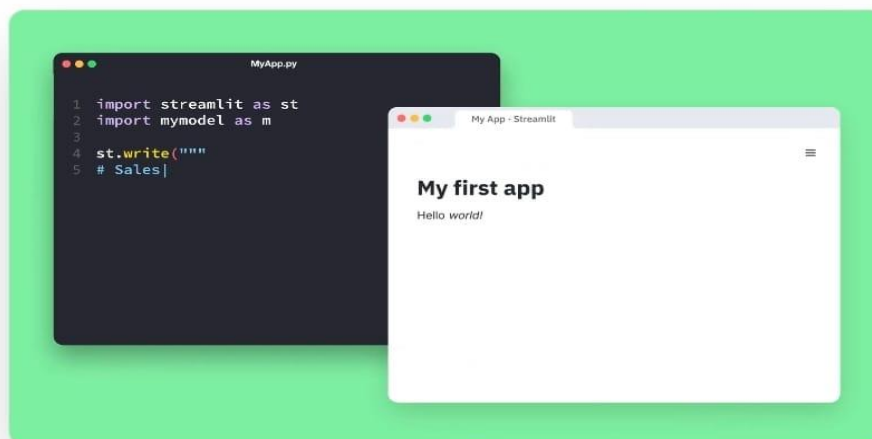 MyApp.py
1 import streamlit as st
2 import mymodel as m
3
4 st.write("""
5 # Sales
My App - Streamlit
My first app
Hello world!